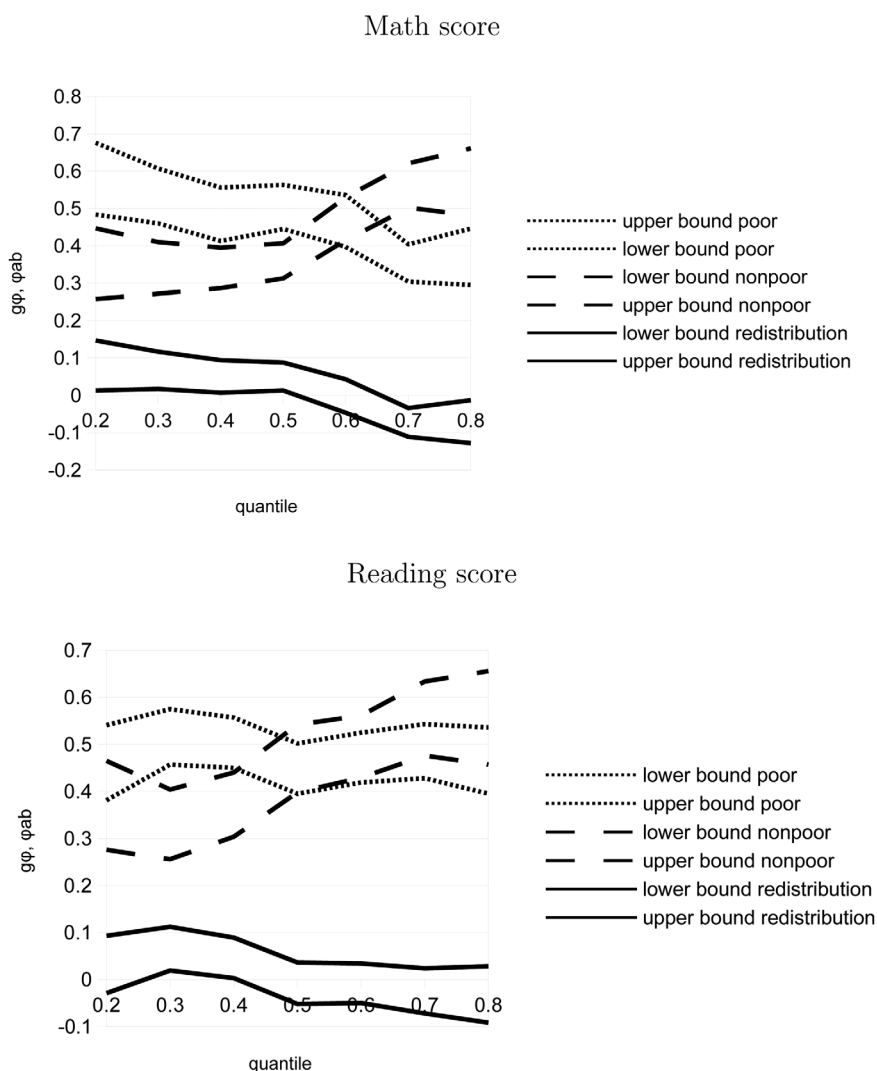 Math score
0.8
0.7
0.6
0.5
0.4
0.3
0.2
0.1
0
-0.1
-0.2
gφ, φab
0.2 0.3 0.4 0.5 0.6 0.7 0.8
quantile
upper bound poor
lower bound poor
lower bound nonpoor
upper bound nonpoor
lower bound redistribution
upper bound redistribution
Reading score
0.7
0.6
0.5
0.4
0.3
0.2
0.1
0
-0.1
gφ, φab
0.2 0.3 0.4 0.5 0.6 0.7 0.8
quantile
lower bound poor
upper bound poor
lower bound nonpoor
upper bound nonpoor
lower bound redistribution
upper bound redistribution